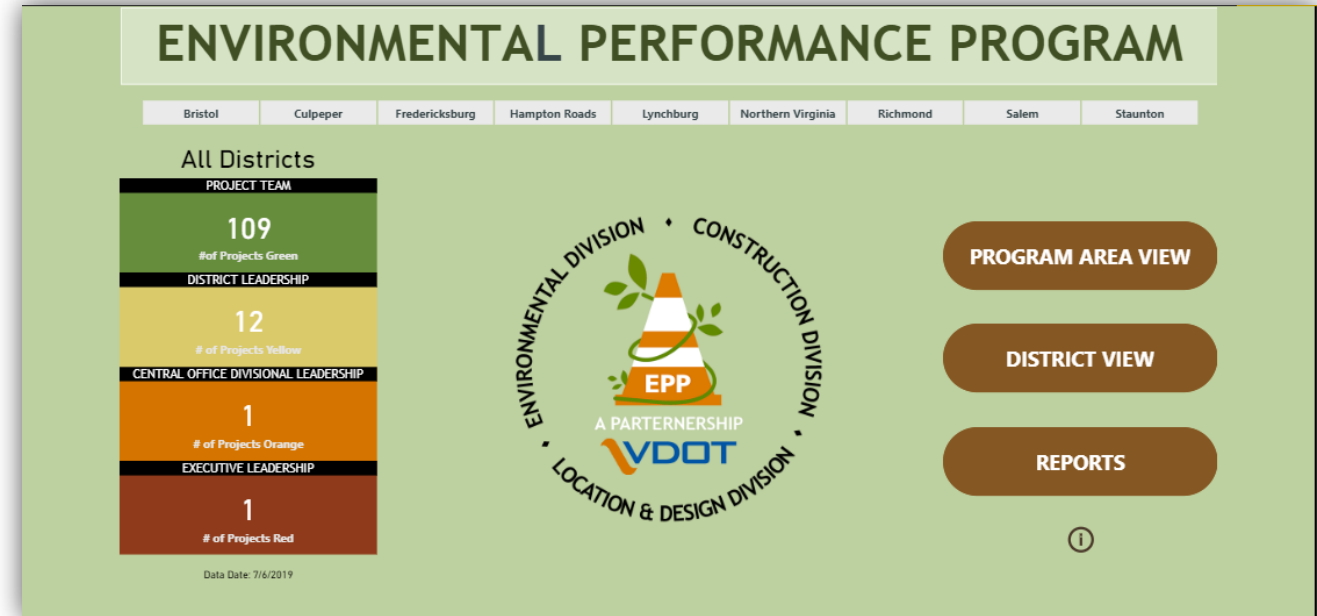 ENVIRONMENTAL PERFORMANCE PROGRAM
Bristol Culpeper Fredericksburg Hampton Roads Lynchburg Northern Virginia Richmond Salem Staunton
All Districts
PROJECT TEAM
109
#of Projects Green
DISTRICT LEADERSHIP
12
# of Projects Yellow
CENTRAL OFFICE DIVISIONAL LEADERSHIP
1
# of Projects Orange
EXECUTIVE LEADERSHIP
1
# of Projects Red
Data Date: 7/6/2019
ENVIRONMENTAL DIVISION • CONSTRUCTION DIVISION • LOCATION & DESIGN DIVISION •
EPP
A PARTERNERSHIP
VDOT
PROGRAM AREA VIEW
DISTRICT VIEW
REPORTS
i